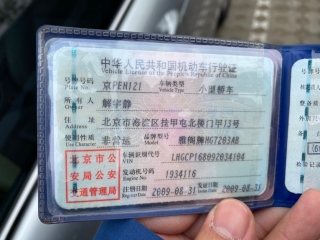 中华人民共和国机动车行驶证
Vehicle License of the People's Republic of China
号牌号码 京PEH121 车辆类型 小型轿车
Plate No. Vehicle Type
所有人 解宇静
Owner
住址 北京市海淀区挂甲屯北后门甲13号
Address
使用性质 非营运 品牌型号 雅阁牌HG7203AB
Use Character Model
北京市公安局公安交通管理局
车辆识别代号 LHGCP168092034104
VIN
发动机号码 1934116
Engine No.
注册日期 2009-08-31 发证日期 2009-08-31
Register Date Issue Date